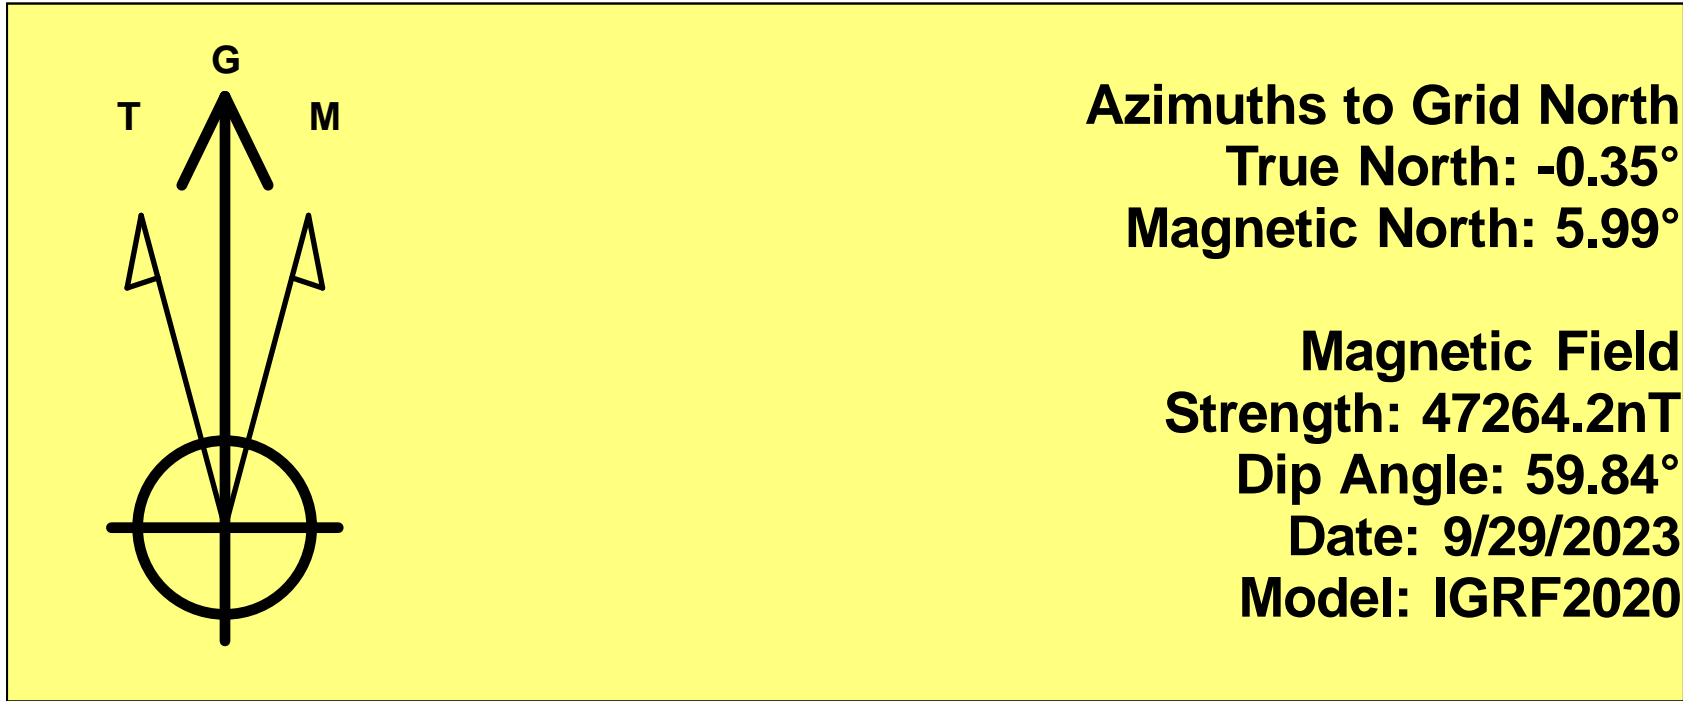 G
T M
Azimuths to Grid North
True North: -0.35°
Magnetic North: 5.99°
Magnetic Field
Strength: 47264.2nT
Dip Angle: 59.84°
Date: 9/29/2023
Model: IGRF2020